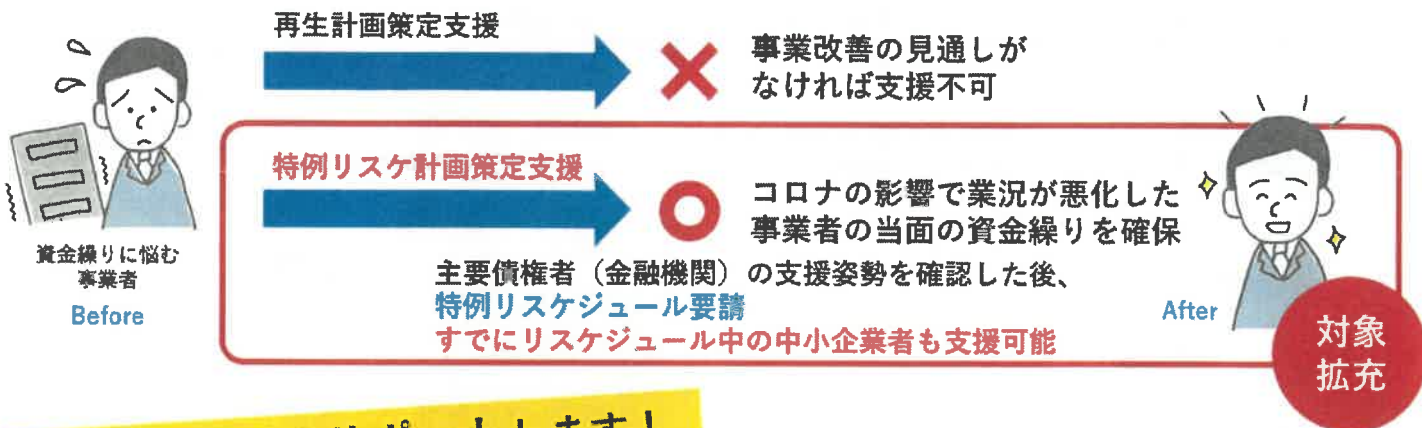 再生計画策定支援
事業改善の見通しが
なければ支援不可
特例リスケ計画策定支援
コロナの影響で業況が悪化した
事業者の当面の資金繰りを確保
資金繰りに悩む
事業者
Before
主要債権者（金融機関）の支援姿勢を確認した後、
特例リスケジュール要請
すでにリスケジュール中の中小企業者も支援可能
After
対象
拡充
します！